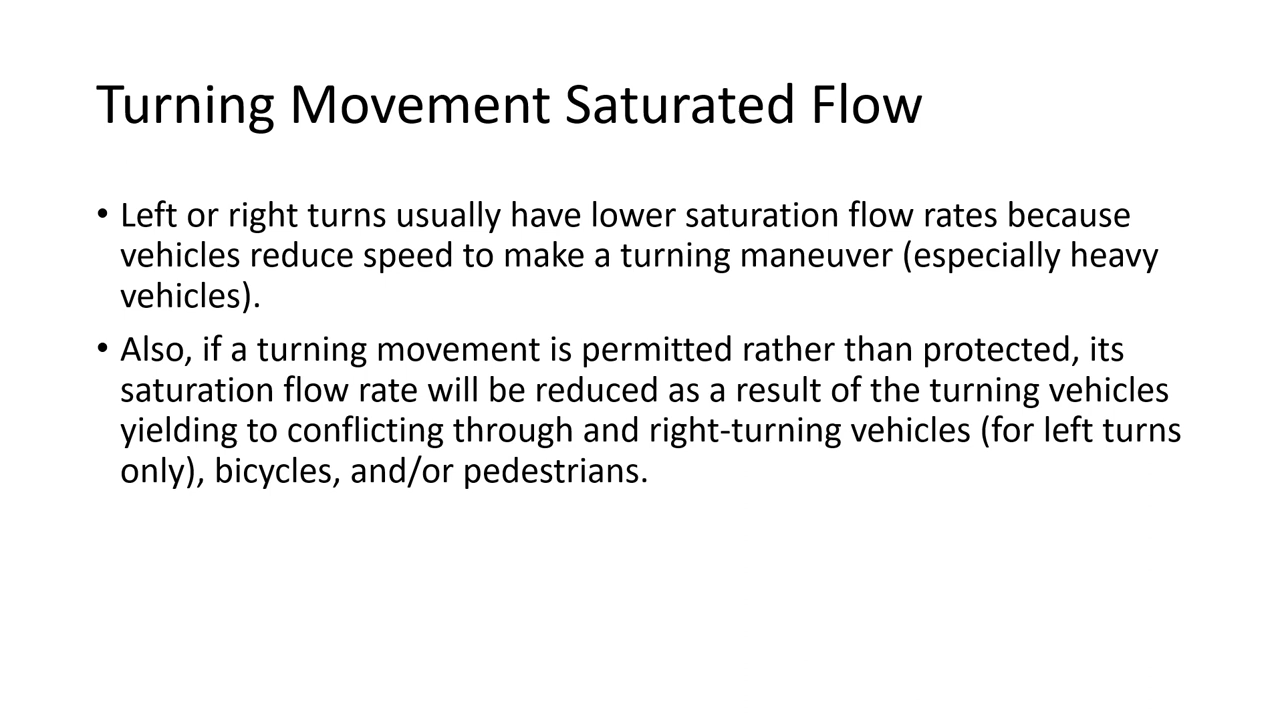 Turning Movement Saturated Flow
• Left or right turns usually have lower saturation flow rates because
vehicles reduce speed to make a turning maneuver (especially heavy
vehicles).
• Also, if a turning movement is permitted rather than protected, its
saturation flow rate will be reduced as a result of the turning vehicles
yielding to conflicting through and right-turning vehicles (for left turns
only), bicycles, and/or pedestrians.